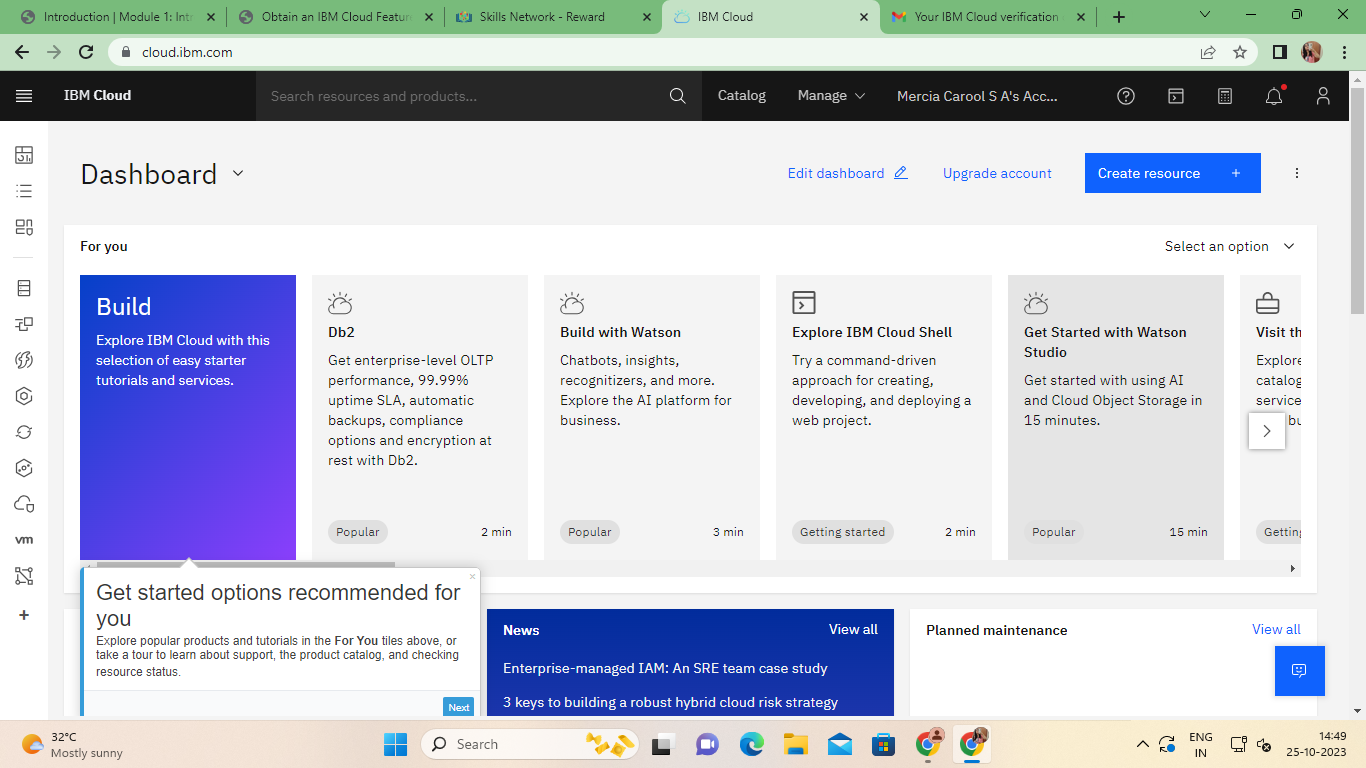 Introduction | Module 1: Intr
Obtain an IBM Cloud Featur
Skills Network - Reward
IBM Cloud
Your IBM Cloud verification
cloud.ibm.com
IBM Cloud
Search resources and products...
Catalog
Manage
Mercia Carool S A's Acc...
Dashboard
Edit dashboard
Upgrade account
Create resource +
For you
Select an option
Build
Explore IBM Cloud with this
selection of easy starter
tutorials and services.
Db2
Get enterprise-level OLTP
performance, 99.99%
uptime SLA, automatic
backups, compliance
options and encryption at
rest with Db2.
Popular
2 min
Build with Watson
Chatbots, insights,
recognitizers, and more.
Explore the AI platform for
business.
Popular
3 min
Explore IBM Cloud Shell
Try a command-driven
approach for creating,
developing, and deploying a
web project.
Getting started
2 min
Get Started with Watson
Studio
Get started with using AI
and Cloud Object Storage in
15 minutes.
Popular
15 min
Visit th
Explore
catalog
service
bu
Getting
vm
Get started options recommended for
you
Explore popular products and tutorials in the For You tiles above, or
take a tour to learn about support, the product catalog, and checking
resource status.
Next
News
View all
Enterprise-managed IAM: An SRE team case study
3 keys to building a robust hybrid cloud risk strategy
Planned maintenance
View all
32°C
Mostly sunny
Search
ENG
IN
14:49
25-10-2023